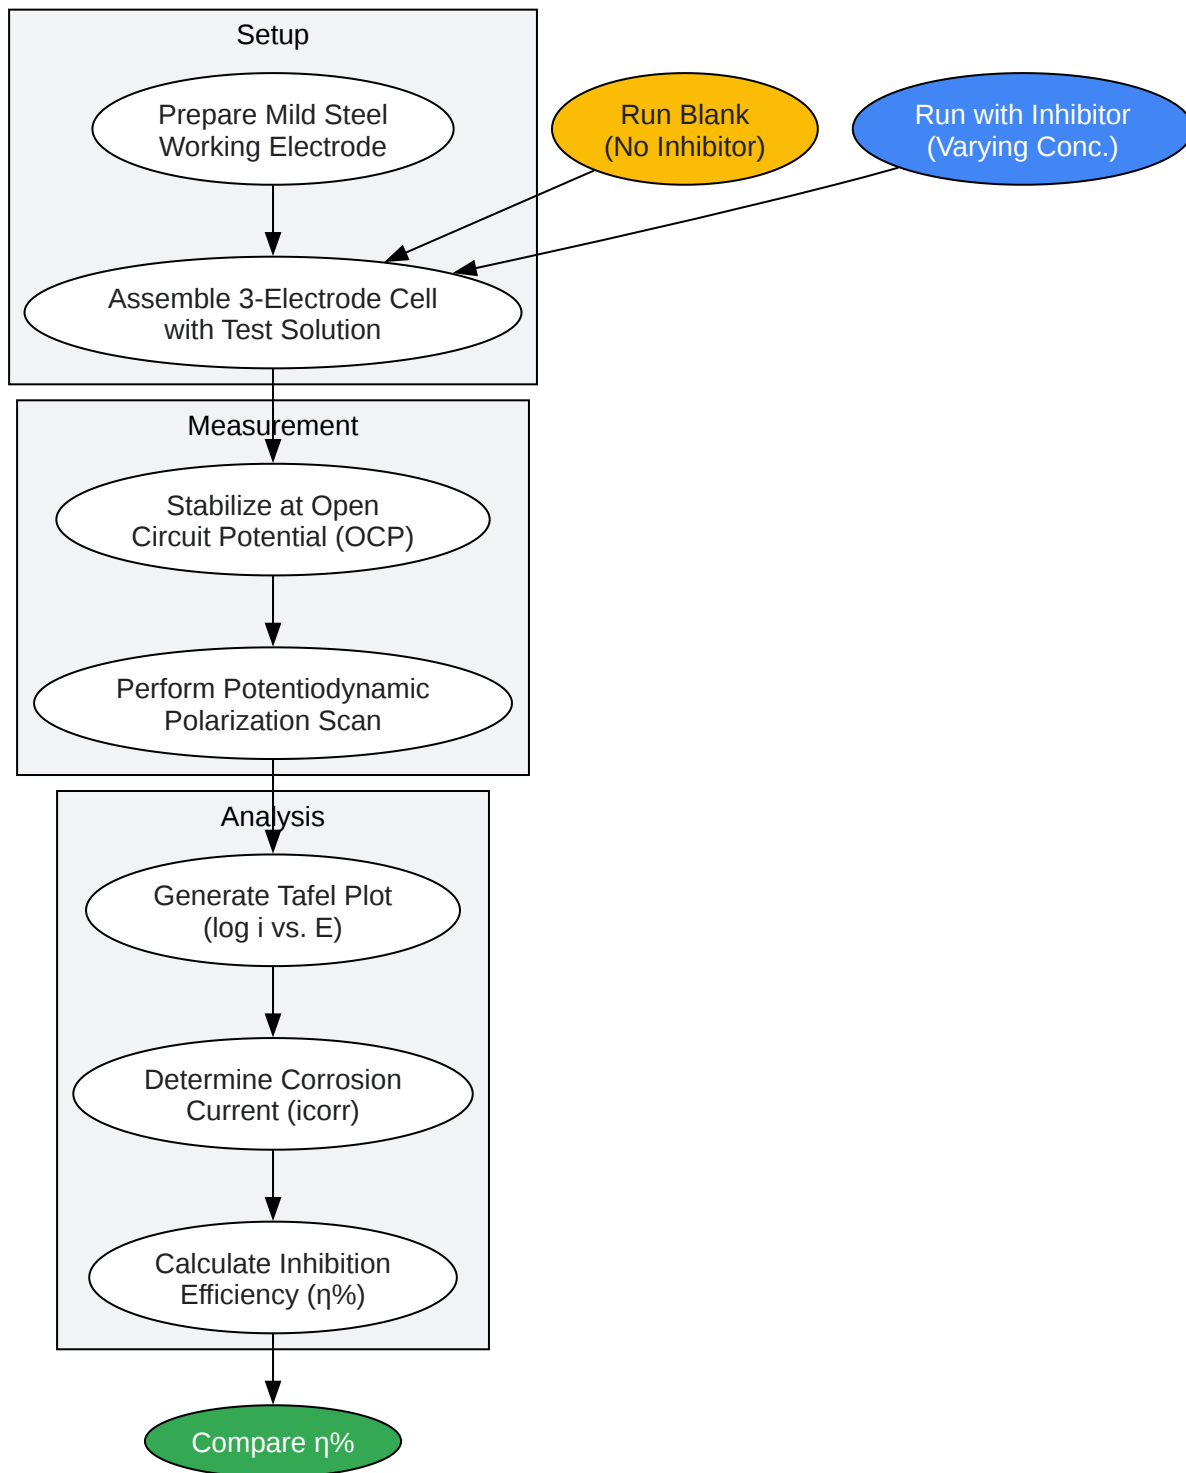 Setup
Prepare Mild Steel
Working Electrode
Run Blank
(No Inhibitor)
Run with Inhibitor
(Varying Conc.)
Assemble 3-Electrode Cell
with Test Solution
Measurement
Stabilize at Open
Circuit Potential (OCP)
Perform Potentiodynamic
Polarization Scan
Analysis
Generate Tafel Plot
(log i vs. E)
Determine Corrosion
Current (icorr)
Calculate Inhibition
Efficiency (η%)
Compare η%